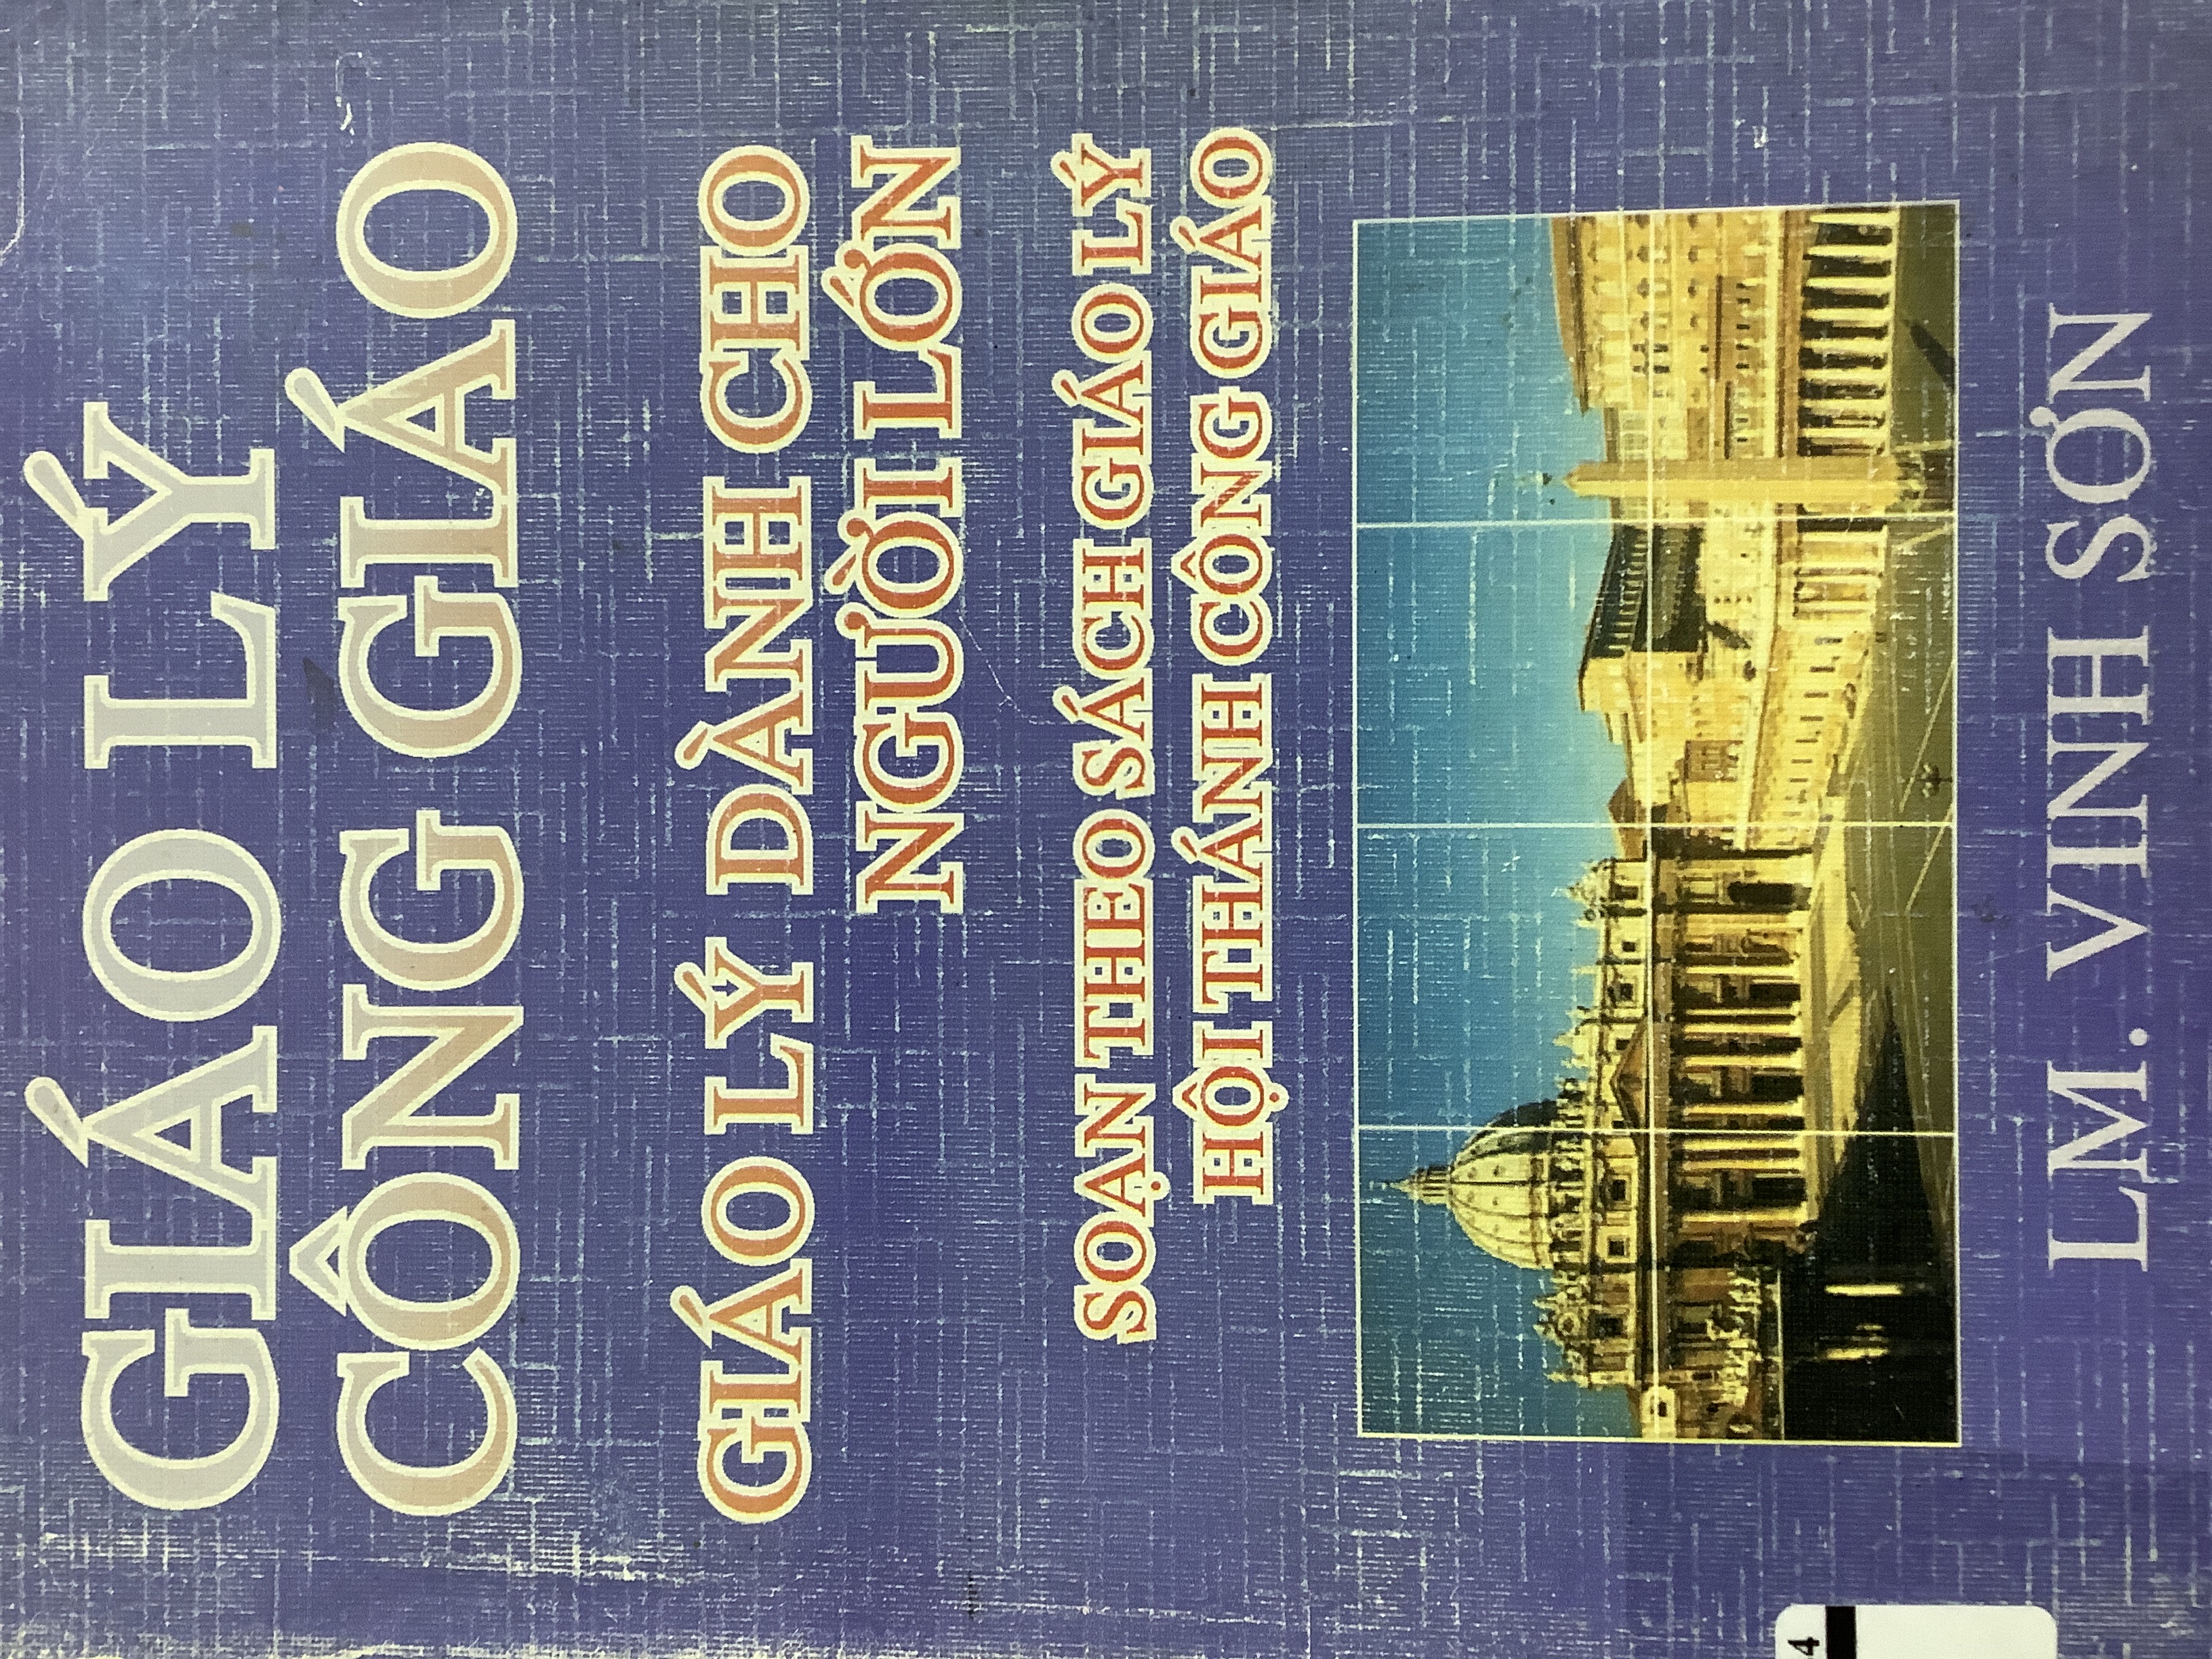 GIÁO LÝ
CÔNG GIÁO
GIÁO LÝ DÀNH CHO
NGƯỜI LỚN
SOẠN THEO SÁCH GIÁO LÝ
HỘI THÁNH CÔNG GIÁO
LM. VINH SƠN
4